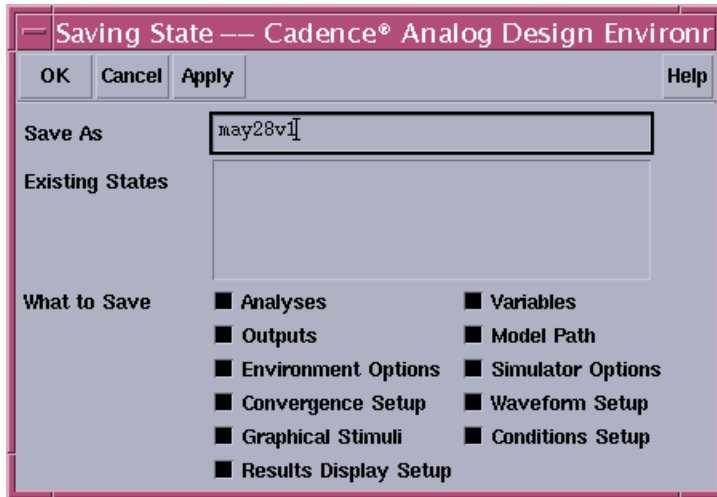 Saving State –– Cadence® Analog Design Environr
OK Cancel Apply Help
Save As may28v1
Existing States
What to Save Analyses Variables
Outputs Model Path
Environment Options Simulator Options
Convergence Setup Waveform Setup
Graphical Stimuli Conditions Setup
Results Display Setup